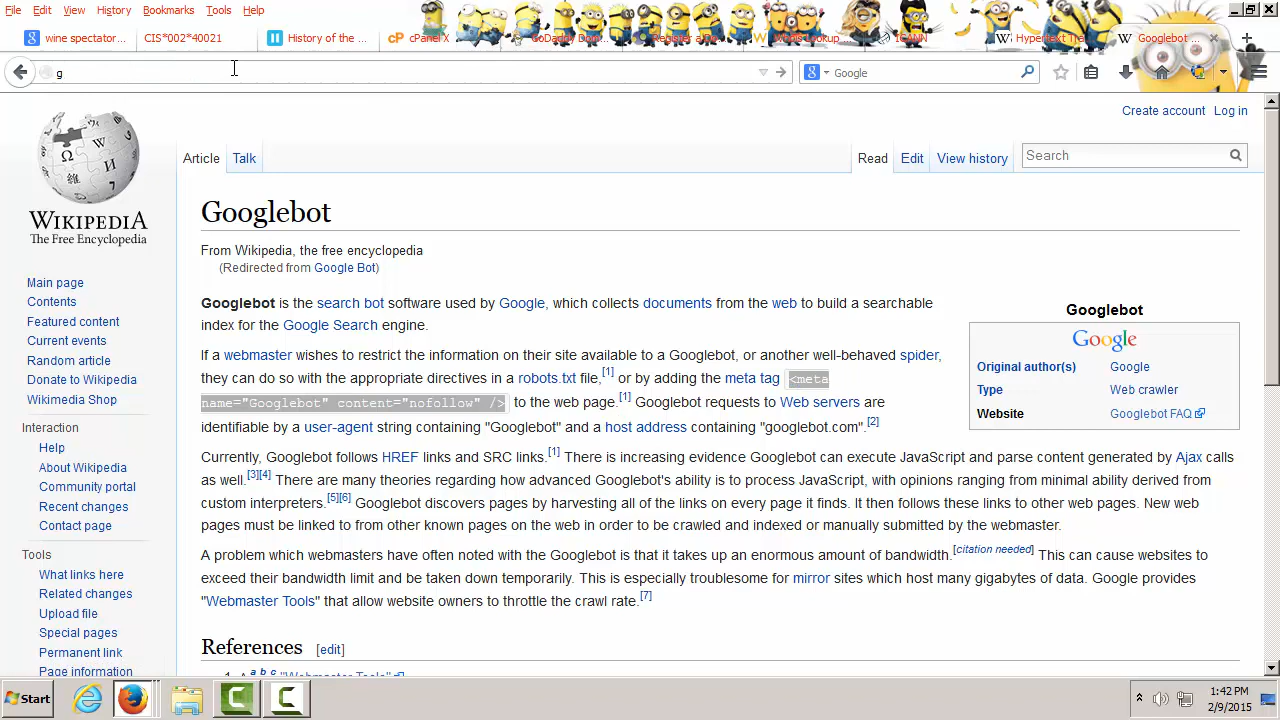 File Edit View History Bookmarks Tools Help
wine spectator... CIS*002*40021 History of the ... cPanel X GoDaddy Dom... Register a Do... Whois Lookup... ICANN Hypertext Tra... Googlebot ...
g
Google
Create account Log in
Article Talk Read Edit View history Search
WIKIPEDIA
The Free Encyclopedia
Main page
Contents
Featured content
Current events
Random article
Donate to Wikipedia
Wikimedia Shop
Interaction
Help
About Wikipedia
Community portal
Recent changes
Contact page
Tools
What links here
Related changes
Upload file
Special pages
Permanent link
Page information
Googlebot
From Wikipedia, the free encyclopedia
(Redirected from Google Bot)
Googlebot is the search bot software used by Google, which collects documents from the web to build a searchable
index for the Google Search engine.
If a webmaster wishes to restrict the information on their site available to a Googlebot, or another well-behaved spider,
they can do so with the appropriate directives in a robots.txt file,[1] or by adding the meta tag <meta
name="Googlebot" content="nofollow" /> to the web page.[1] Googlebot requests to Web servers are
identifiable by a user-agent string containing "Googlebot" and a host address containing "googlebot.com".[2]
Currently, Googlebot follows HREF links and SRC links.[1] There is increasing evidence Googlebot can execute JavaScript and parse content generated by Ajax calls
as well.[3][4] There are many theories regarding how advanced Googlebot's ability is to process JavaScript, with opinions ranging from minimal ability derived from
custom interpreters.[5][6] Googlebot discovers pages by harvesting all of the links on every page it finds. It then follows these links to other web pages. New web
pages must be linked to from other known pages on the web in order to be crawled and indexed or manually submitted by the webmaster.
A problem which webmasters have often noted with the Googlebot is that it takes up an enormous amount of bandwidth.[citation needed] This can cause websites to
exceed their bandwidth limit and be taken down temporarily. This is especially troublesome for mirror sites which host many gigabytes of data. Google provides
"Webmaster Tools" that allow website owners to throttle the crawl rate.[7]
Googlebot
Google
Original author(s) Google
Type Web crawler
Website Googlebot FAQ
References [edit]
1. ^ a b c "Webmaster Tools"
Start
1:42 PM
2/9/2015